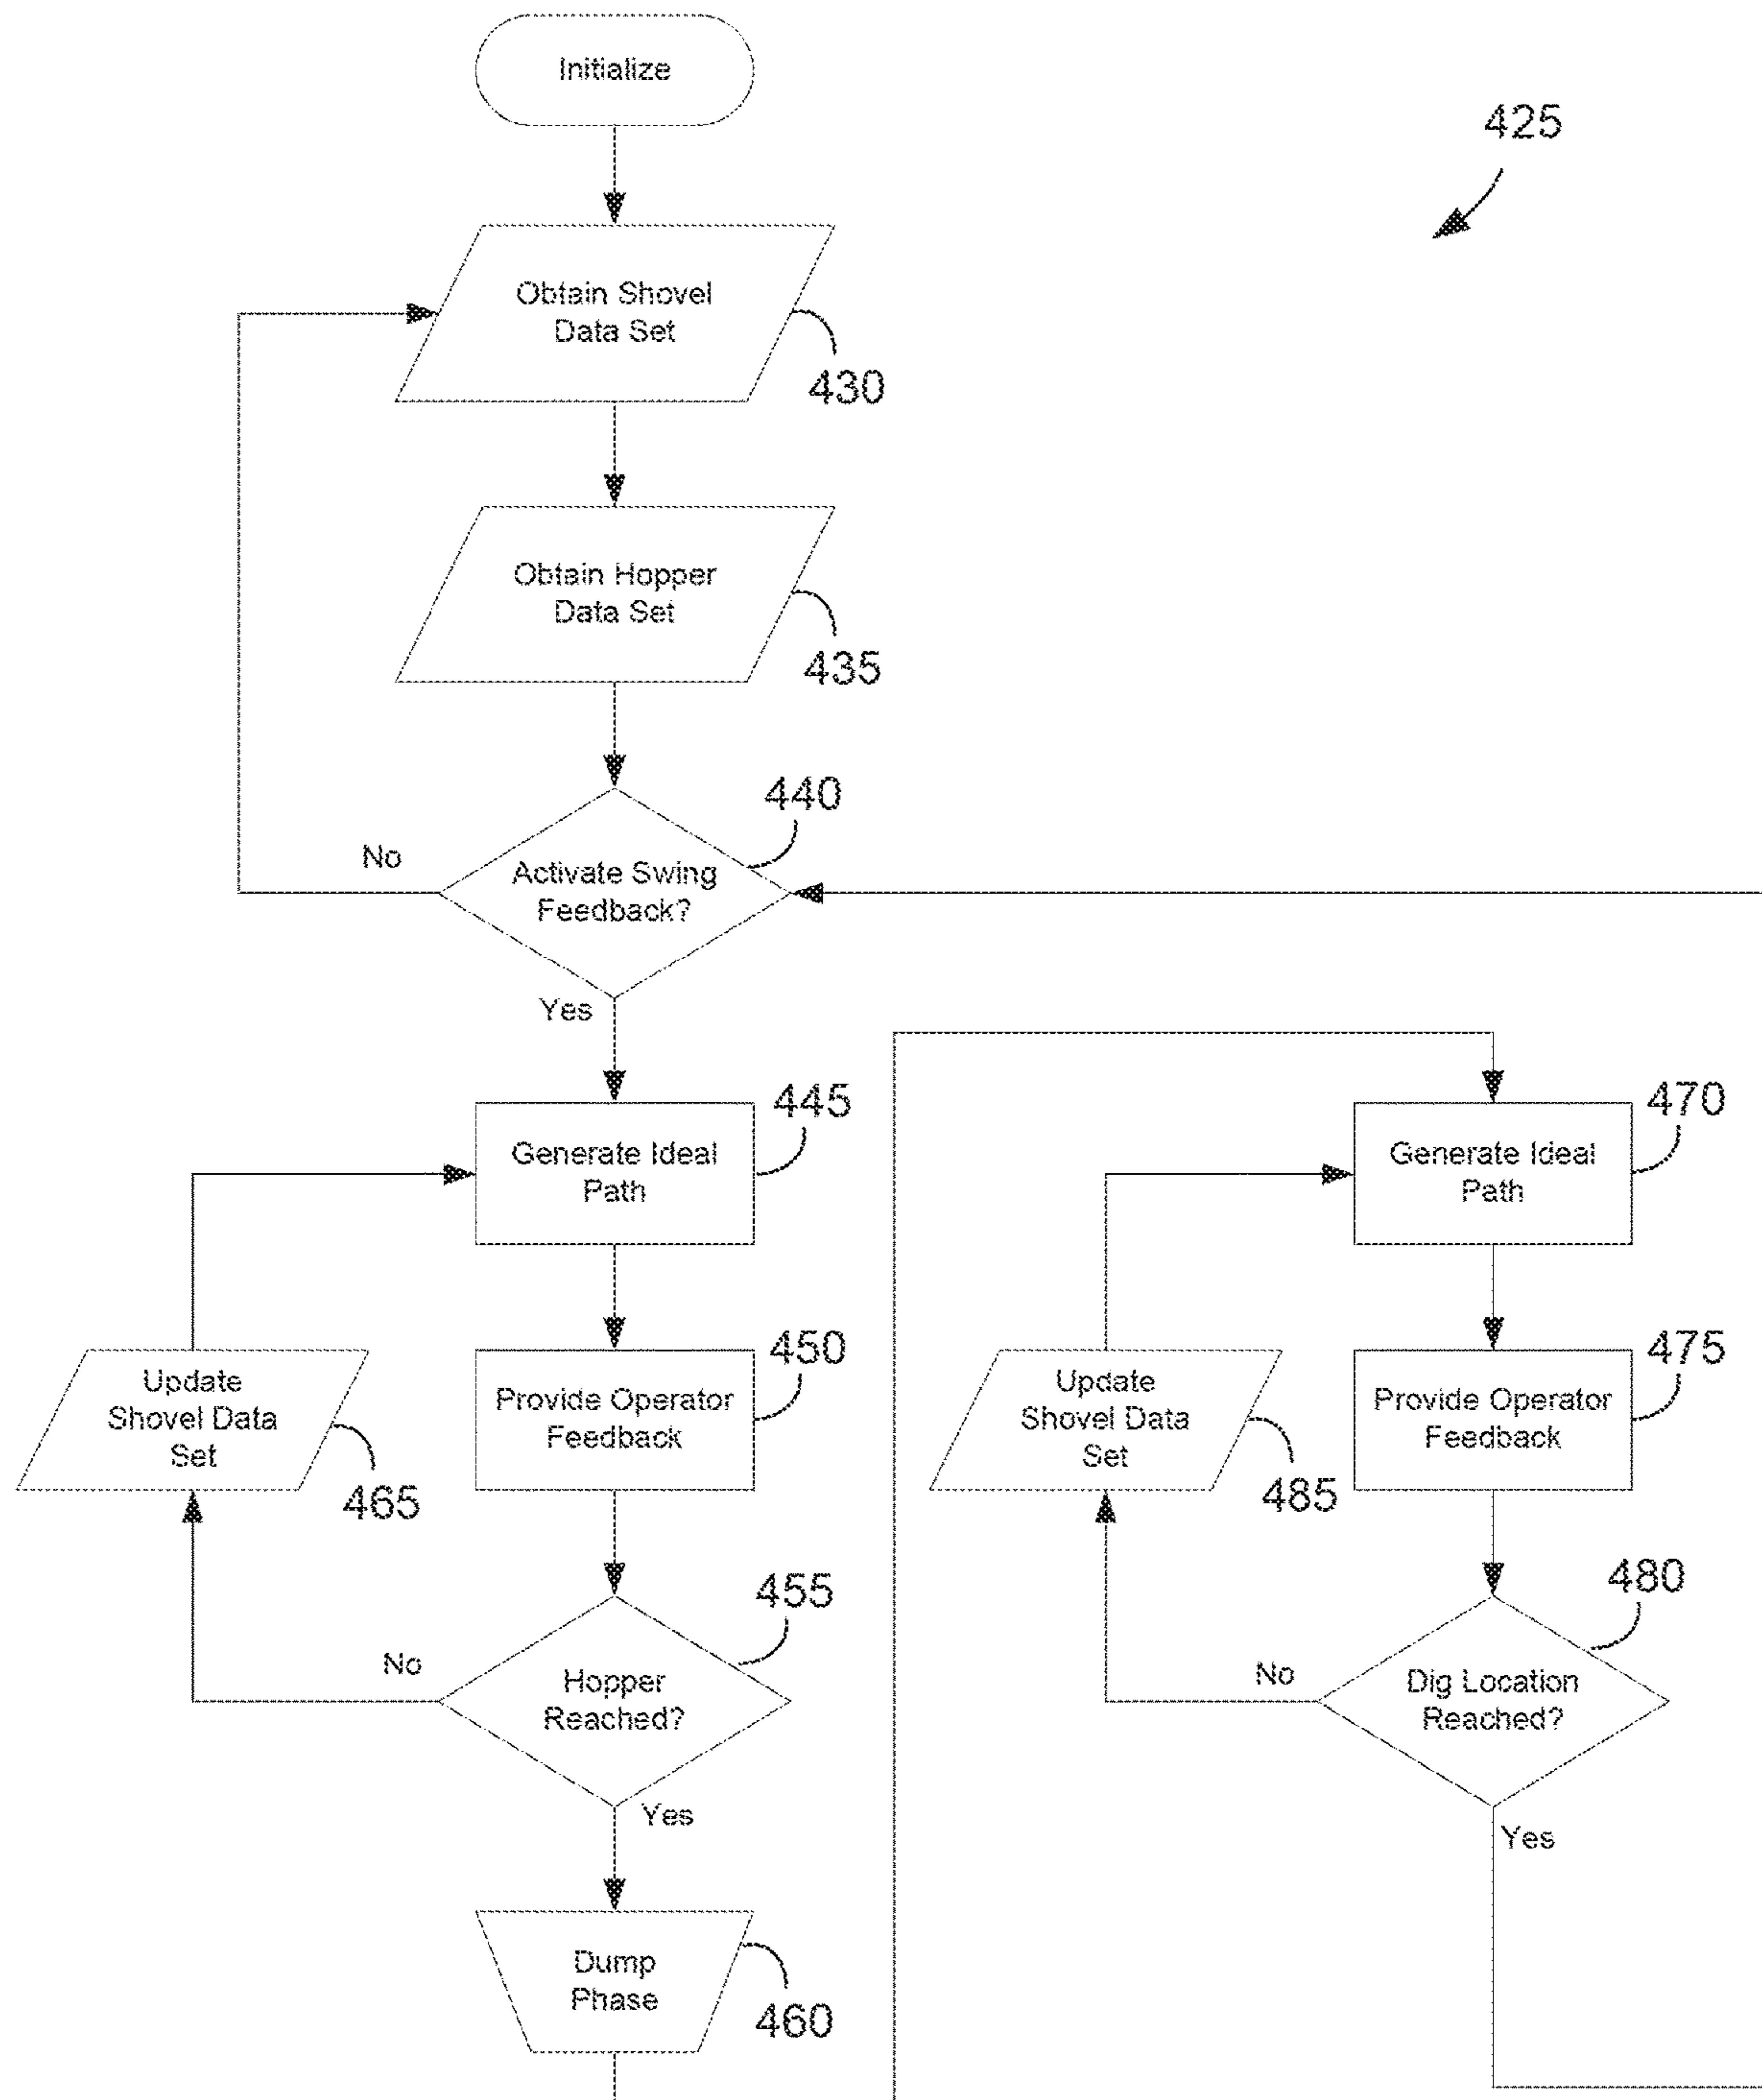 Initialize
425
Obtain Shovel
Data Set
430
Obtain Hopper
Data Set
435
440
Activate Swing
Feedback?
No
Yes
445
Generate Ideal
Path
450
Provide Operator
Feedback
Update
Shovel Data
Set
465
455
Hopper
Reached?
No
Yes
Dump
Phase
460
470
Generate Ideal
Path
475
Provide Operator
Feedback
Update
Shovel Data
Set
485
480
Dig Location
Reached?
No
Yes